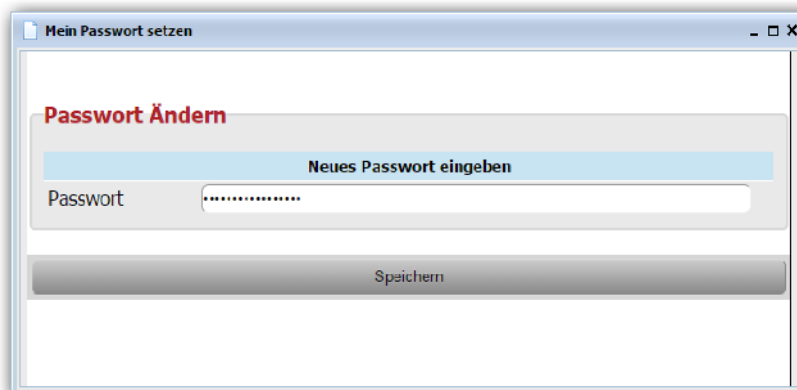 Mein Passwort setzen
Passwort Ändern
Neues Passwort eingeben
Passwort ················
Speichern